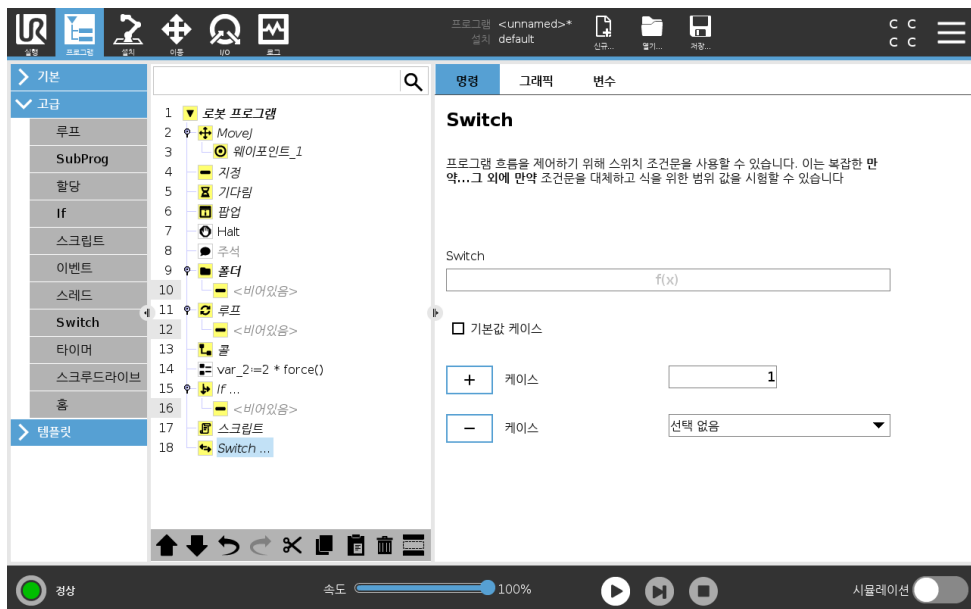 실행
프로그램
설치
이동
I/O
로그
프로그램 <unnamed>*
설치 default
신규...
열기...
저장...
C C
C C
기본
고급
루프
SubProg
할당
If
스크립트
이벤트
스레드
Switch
타이머
스크루드라이브
홈
템플릿
1 로봇 프로그램
2 MoveJ
3 웨이포인트_1
4 지정
5 기다림
6 팝업
7 Halt
8 주석
9 폴더
10 <비어있음>
11 루프
12 <비어있음>
13 콜
14 var_2≔2 * force()
15 If ...
16 <비어있음>
17 스크립트
18 Switch ...
명령 그래픽 변수
Switch
프로그램 흐름을 제어하기 위해 스위치 조건문을 사용할 수 있습니다. 이는 복잡한 만
약...그 외에 만약 조건문을 대체하고 식을 위한 범위 값을 시험할 수 있습니다
Switch
f(x)
기본값 케이스
+ 케이스 1
− 케이스 선택 없음
정상
속도 100%
시뮬레이션